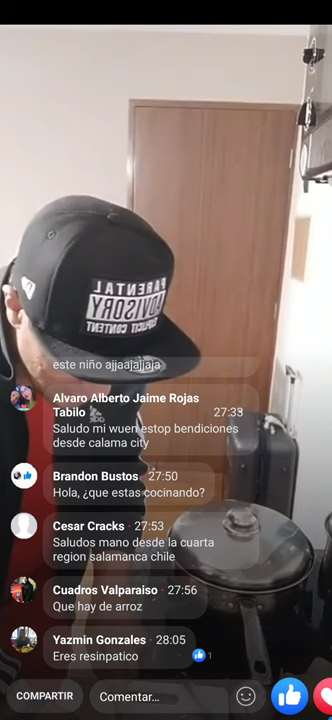 PARENTAL
ADVISORY
EXPLICIT CONTENT
este niño ajjaajajjaja
Alvaro Alberto Jaime Rojas
Tabilo 27:33
Saludo mi wuen estop bendiciones
desde calama city
Brandon Bustos · 27:50
Hola, ¿que estas cocinando?
Cesar Cracks · 27:53
Saludos mano desde la cuarta
region salamanca chile
Cuadros Valparaiso · 27:56
Que hay de arroz
Yazmin Gonzales · 28:05
Eres resinpatico 1
COMPARTIR Comentar...